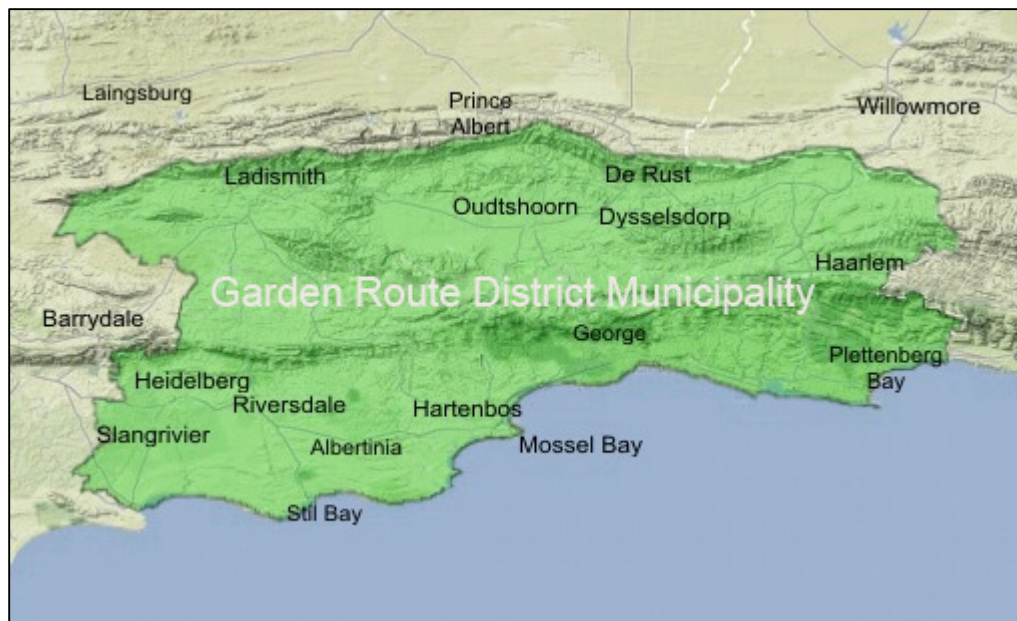 Laingsburg
Prince
Albert
Willowmore
Ladismith
De Rust
Oudtshoorn
Dysselsdorp
Haarlem
Garden Route District Municipality
Barrydale
George
Plettenberg
Bay
Heidelberg
Riversdale
Hartenbos
Slangrivier
Albertinia
Mossel Bay
Stil Bay